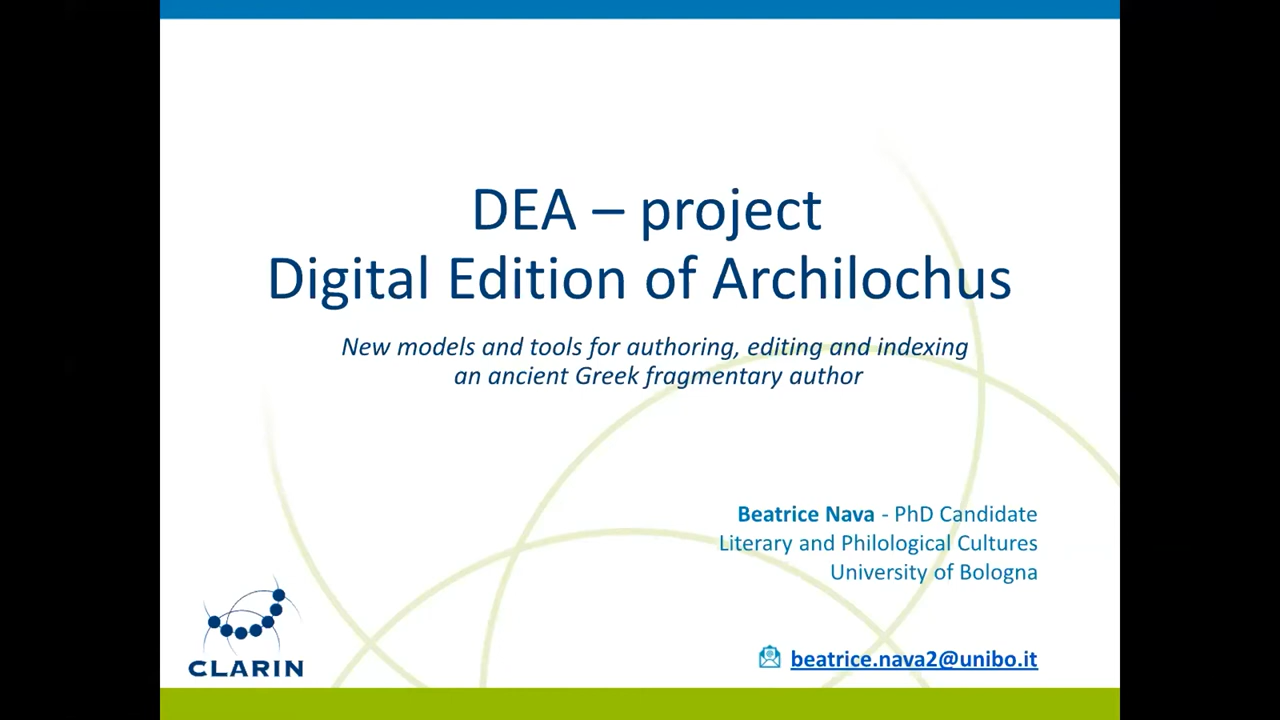 DEA – project
Digital Edition of Archilochus
New models and tools for authoring, editing and indexing
an ancient Greek fragmentary author
Beatrice Nava - PhD Candidate
Literary and Philological Cultures
University of Bologna
CLARIN
beatrice.nava2@unibo.it